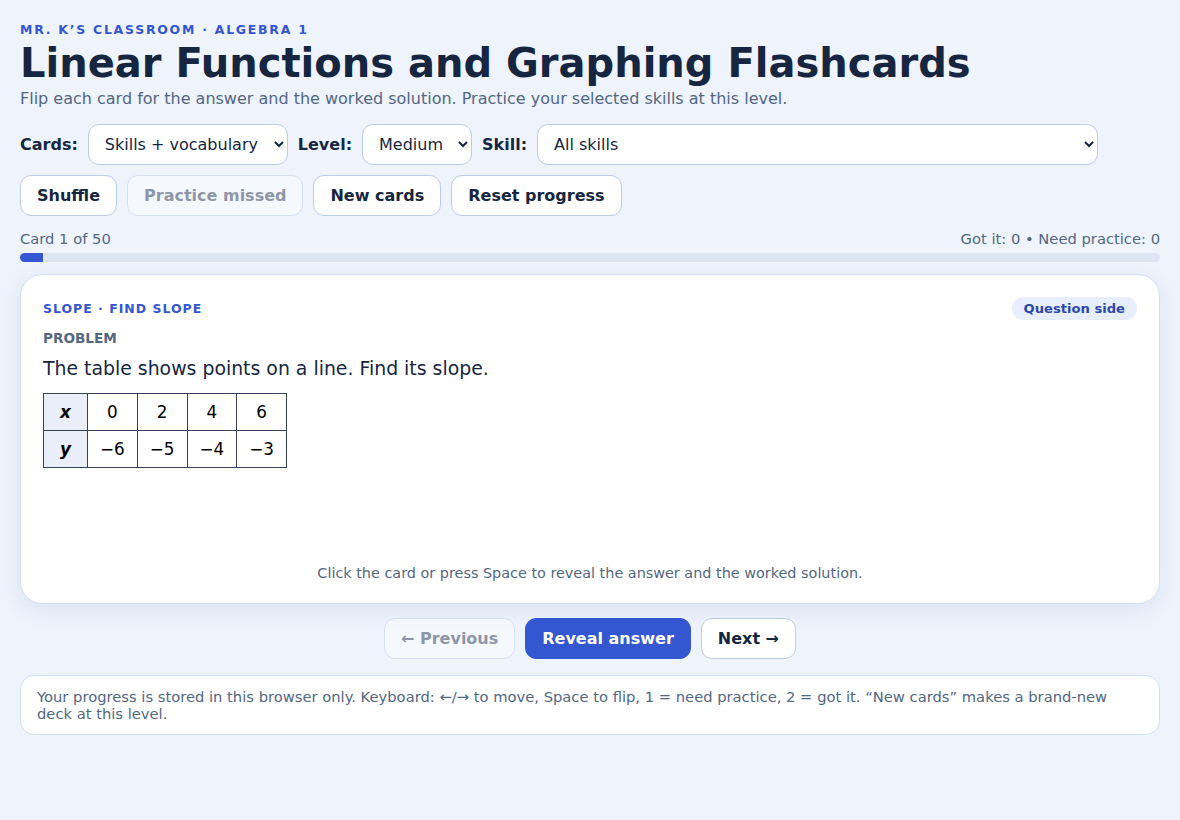 MR. K’S CLASSROOM · ALGEBRA 1
Linear Functions and Graphing Flashcards
Flip each card for the answer and the worked solution. Practice your selected skills at this level.
Cards: Skills + vocabulary Level: Medium Skill: All skills
Shuffle Practice missed New cards Reset progress
Card 1 of 50 Got it: 0 • Need practice: 0
SLOPE · FIND SLOPE Question side
PROBLEM
The table shows points on a line. Find its slope.
x 0 2 4 6
y −6 −5 −4 −3
Click the card or press Space to reveal the answer and the worked solution.
← Previous Reveal answer Next →
Your progress is stored in this browser only. Keyboard: ←/→ to move, Space to flip, 1 = need practice, 2 = got it. “New cards” makes a brand-new
deck at this level.